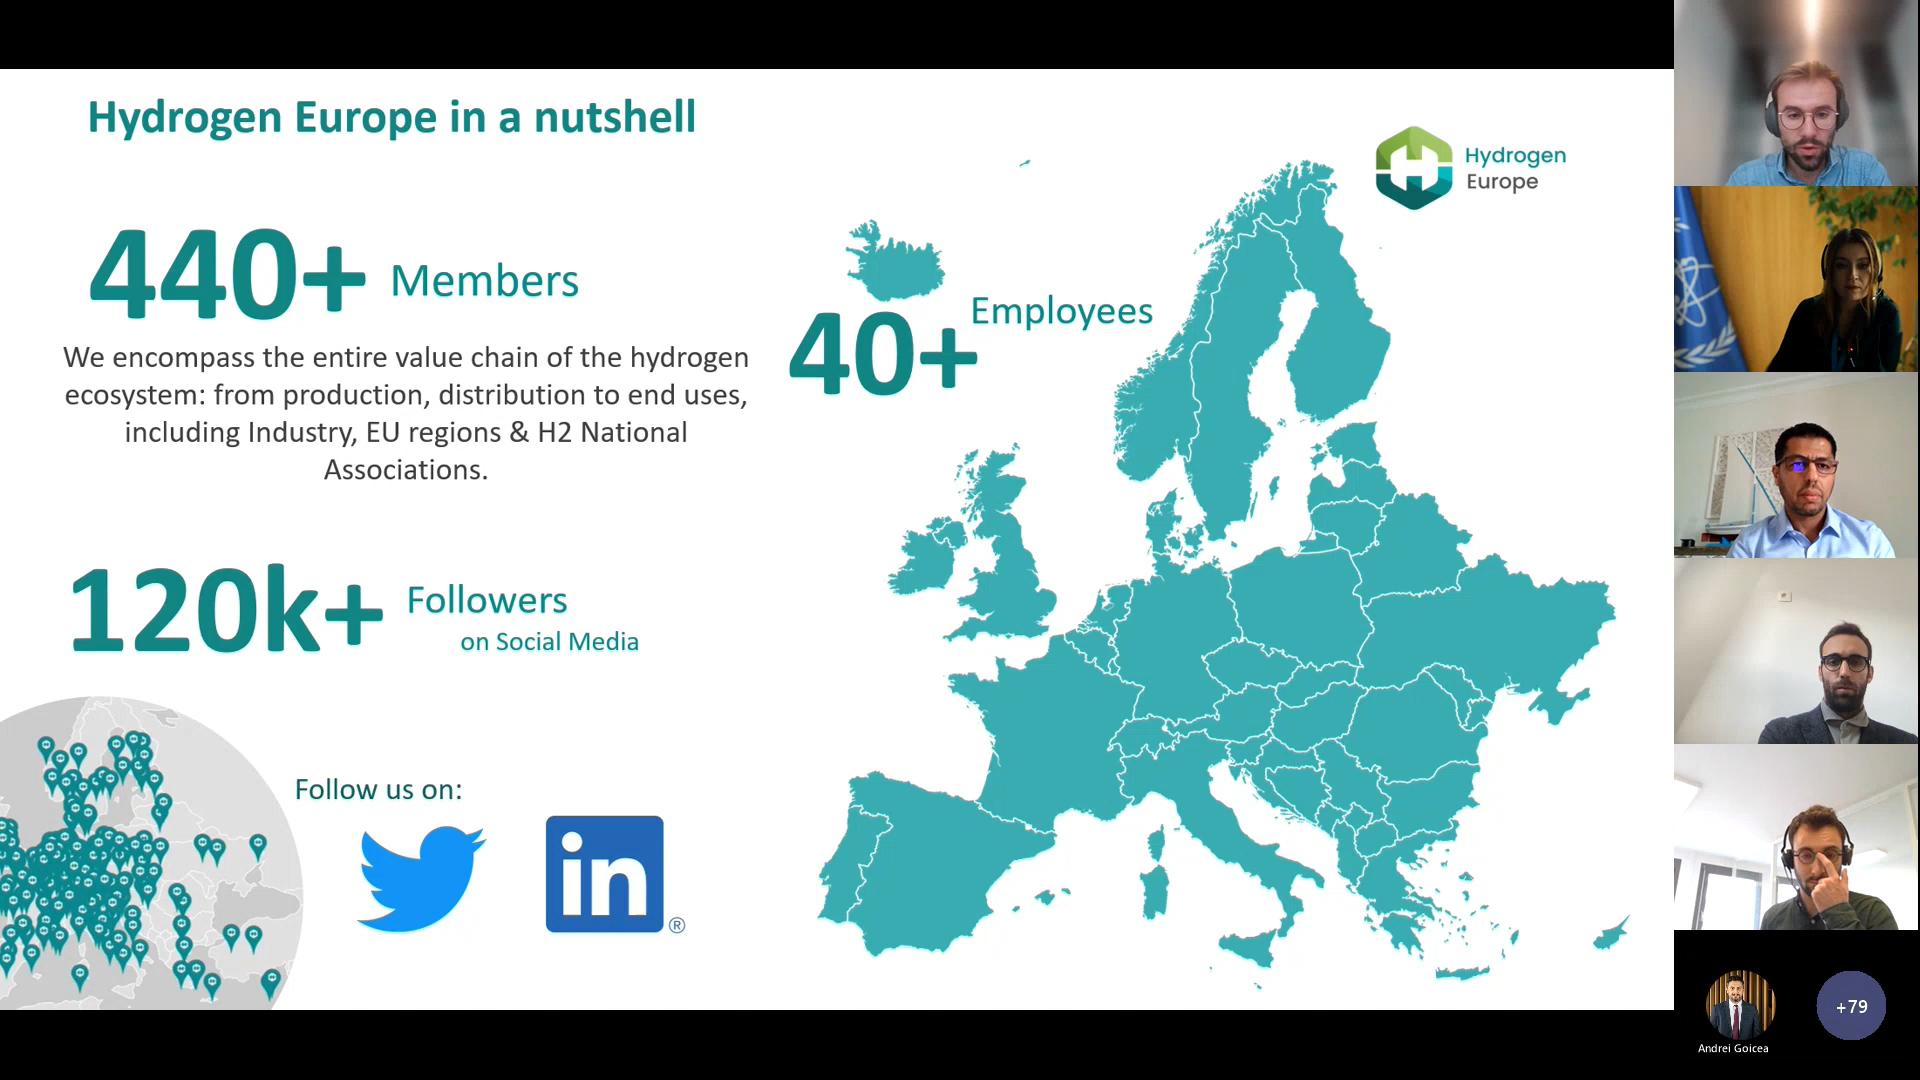 Hydrogen Europe in a nutshell
Hydrogen
Europe
440+ Members
We encompass the entire value chain of the hydrogen
ecosystem: from production, distribution to end uses,
including Industry, EU regions & H2 National
Associations.
40+ Employees
120k+ Followers
on Social Media
Follow us on:
in
®
+79
Andrei Goicea